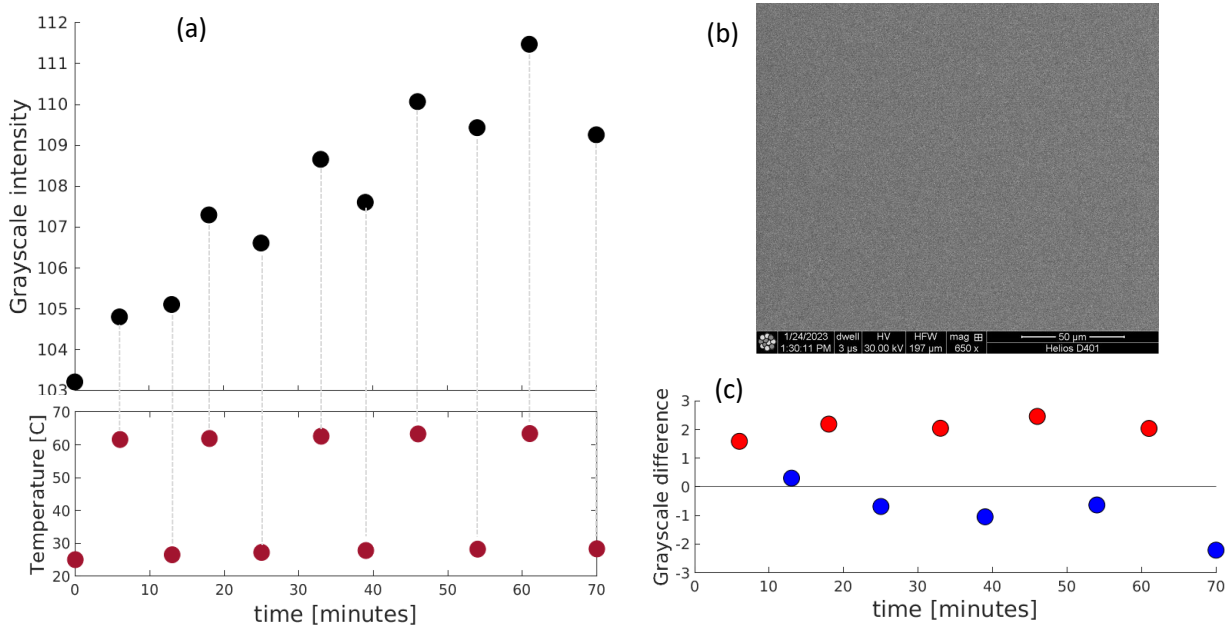 (a)
Grayscale intensity
112
111
110
109
108
107
106
105
104
103
Temperature [C]
70
60
50
40
30
20
0 10 20 30 40 50 60 70
time [minutes]
(b)
1/24/2023 dwell HV HFW mag ⊞ 50 µm
1:30:11 PM 3 µs 30.00 kV 197 µm 650 x Helios D401
(c)
Grayscale difference
3
2
1
0
-1
-2
-3
0 10 20 30 40 50 60 70
time [minutes]